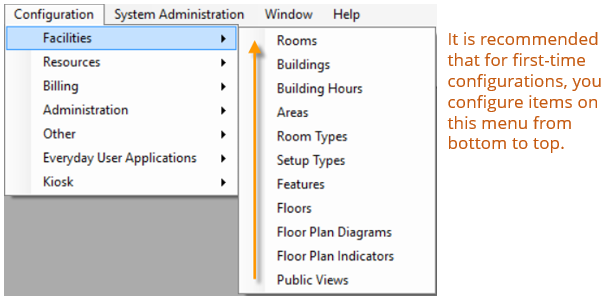 Configuration System Administration Window Help
Facilities
Resources
Billing
Administration
Other
Everyday User Applications
Kiosk
Rooms
Buildings
Building Hours
Areas
Room Types
Setup Types
Features
Floors
Floor Plan Diagrams
Floor Plan Indicators
Public Views
It is recommended
that for first-time
configurations, you
configure items on
this menu from
bottom to top.